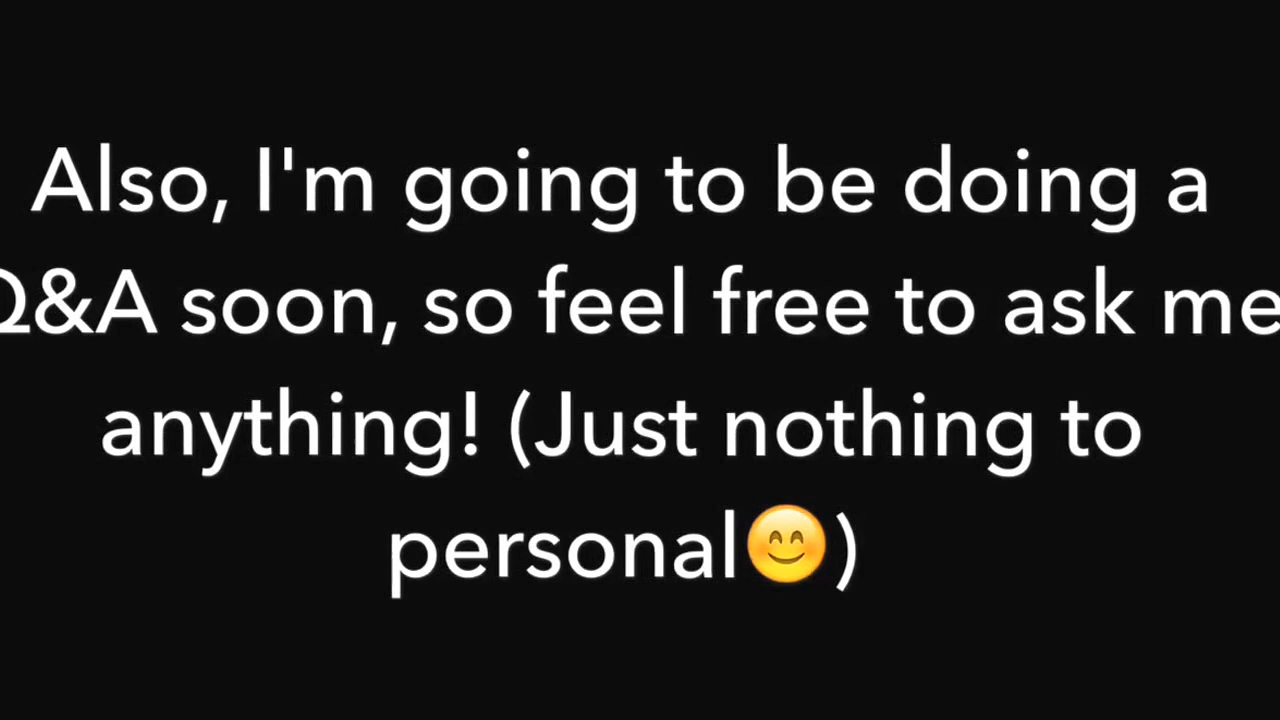 Also, I'm going to be doing a
Q&A soon, so feel free to ask me
anything! (Just nothing to
personal😊)